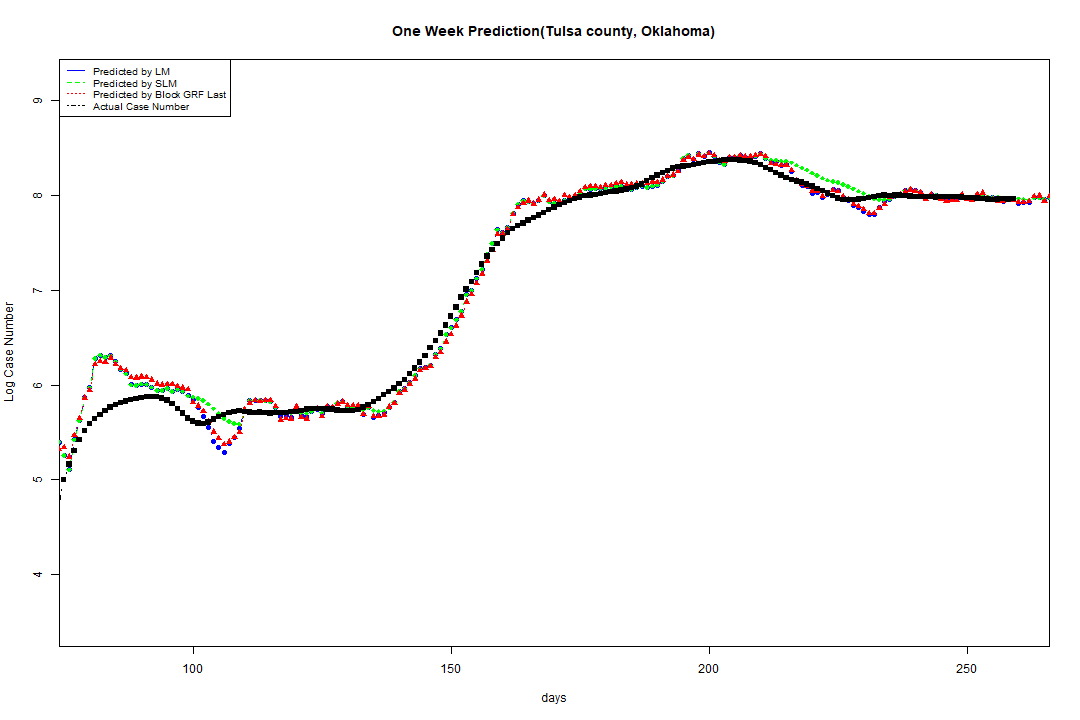 One Week Prediction(Tulsa county, Oklahoma)
Predicted by LM
Predicted by SLM
Predicted by Block GRF Last
Actual Case Number
9
8
7
6
5
4
Log Case Number
100 150 200 250
days